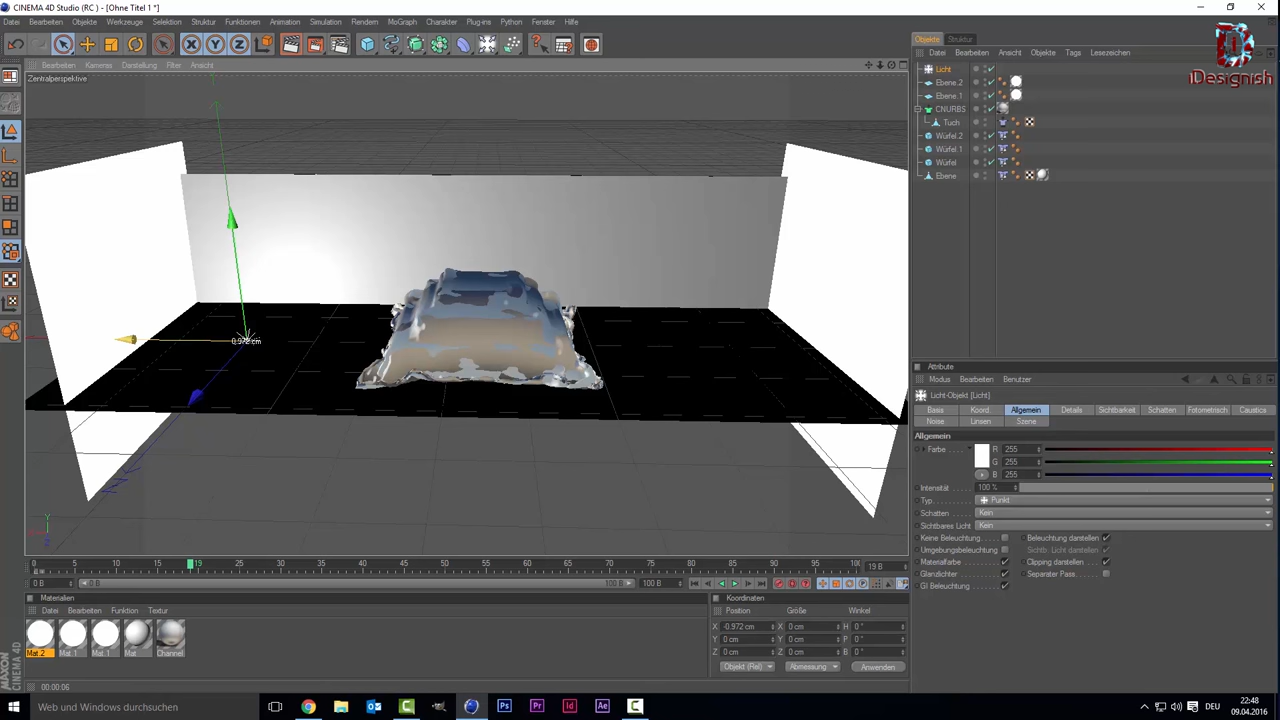 CINEMA 4D Studio (RC ) - [Ohne Titel 1 *]
Datei Bearbeiten Objekte Werkzeuge Selektion Struktur Funktionen Animation Simulation Rendern MoGraph Charakter Plug-ins Python Fenster Hilfe
Bearbeiten Kameras Darstellung Filter Ansicht
Zentralperspektive
0.972 cm
Objekte Struktur
Datei Bearbeiten Ansicht Objekte Tags Lesezeichen
iDesignish
Licht
Ebene.2
Ebene.1
CNURBS
Tuch
Würfel.2
Würfel.1
Würfel
Ebene
Attribute
Modus Bearbeiten Benutzer
Licht-Objekt [Licht]
Basis Koord. Allgemein Details Sichtbarkeit Schatten Fotometrisch Caustics
Noise Linsen Szene
Allgemein
Farbe . . . . R 255
G 255
B 255
Intensität 100 %
Typ Punkt
Schatten Kein
Sichtbares Licht Kein
Keine Beleuchtung Beleuchtung darstellen
Umgebungsbeleuchtung Sichtb. Licht darstellen
Materialfarbe Clipping darstellen
Glanzlichter Separater Pass
GI Beleuchtung
0 5 10 15 19 25 30 35 40 45 50 55 60 65 70 75 80 85 90 95 100 19 B
0 B 0 B 100 B 100 B
Materialien
Datei Bearbeiten Funktion Textur
Mat.2 Mat.1 Mat.1 Mat Channel
Koordinaten
Position Größe Winkel
X -0.972 cm X 0 cm H 0 °
Y 0 cm Y 0 cm P 0 °
Z 0 cm Z 0 cm B 0 °
Objekt (Rel) Abmessung Anwenden
MAXON CINEMA 4D
00:00:06
Web und Windows durchsuchen
Ps Pr Id Ae
DEU
22:48
09.04.2016